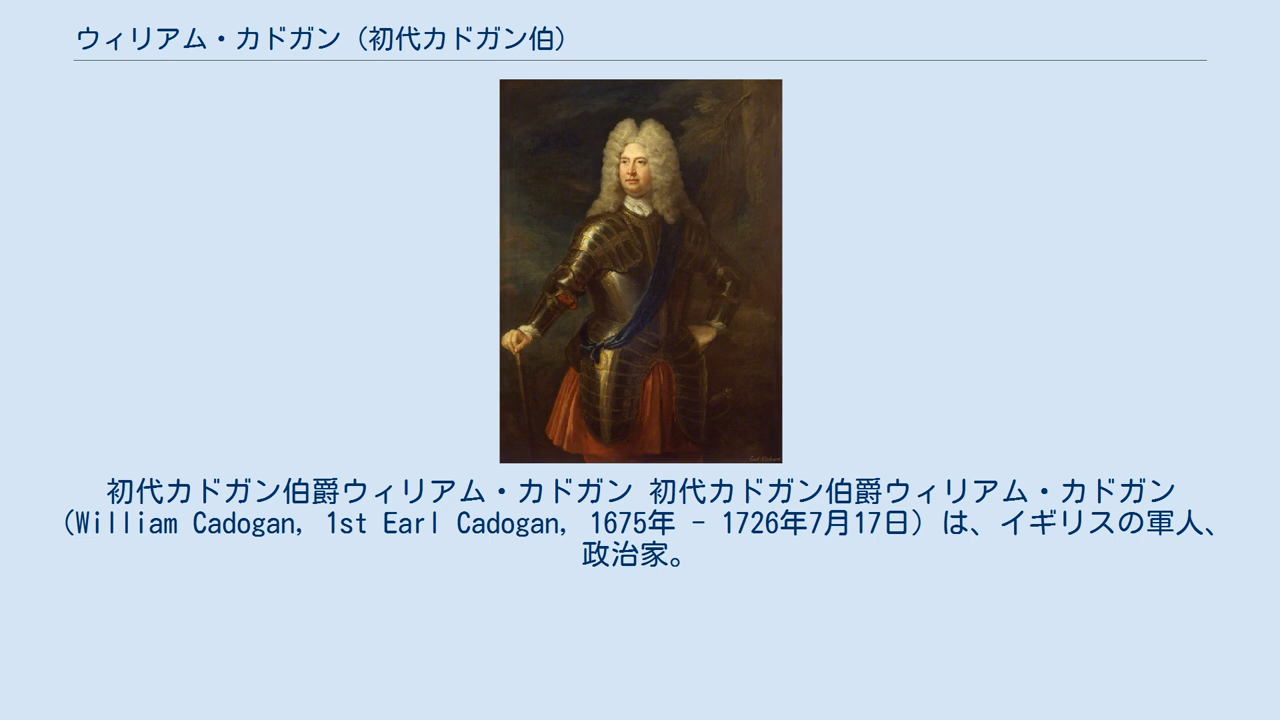 ウィリアム・カドガン（初代カドガン伯）
初代カドガン伯爵ウィリアム・カドガン 初代カドガン伯爵ウィリアム・カドガン
（William Cadogan, 1st Earl Cadogan, 1675年 - 1726年7月17日）は、イギリスの軍人、
政治家。